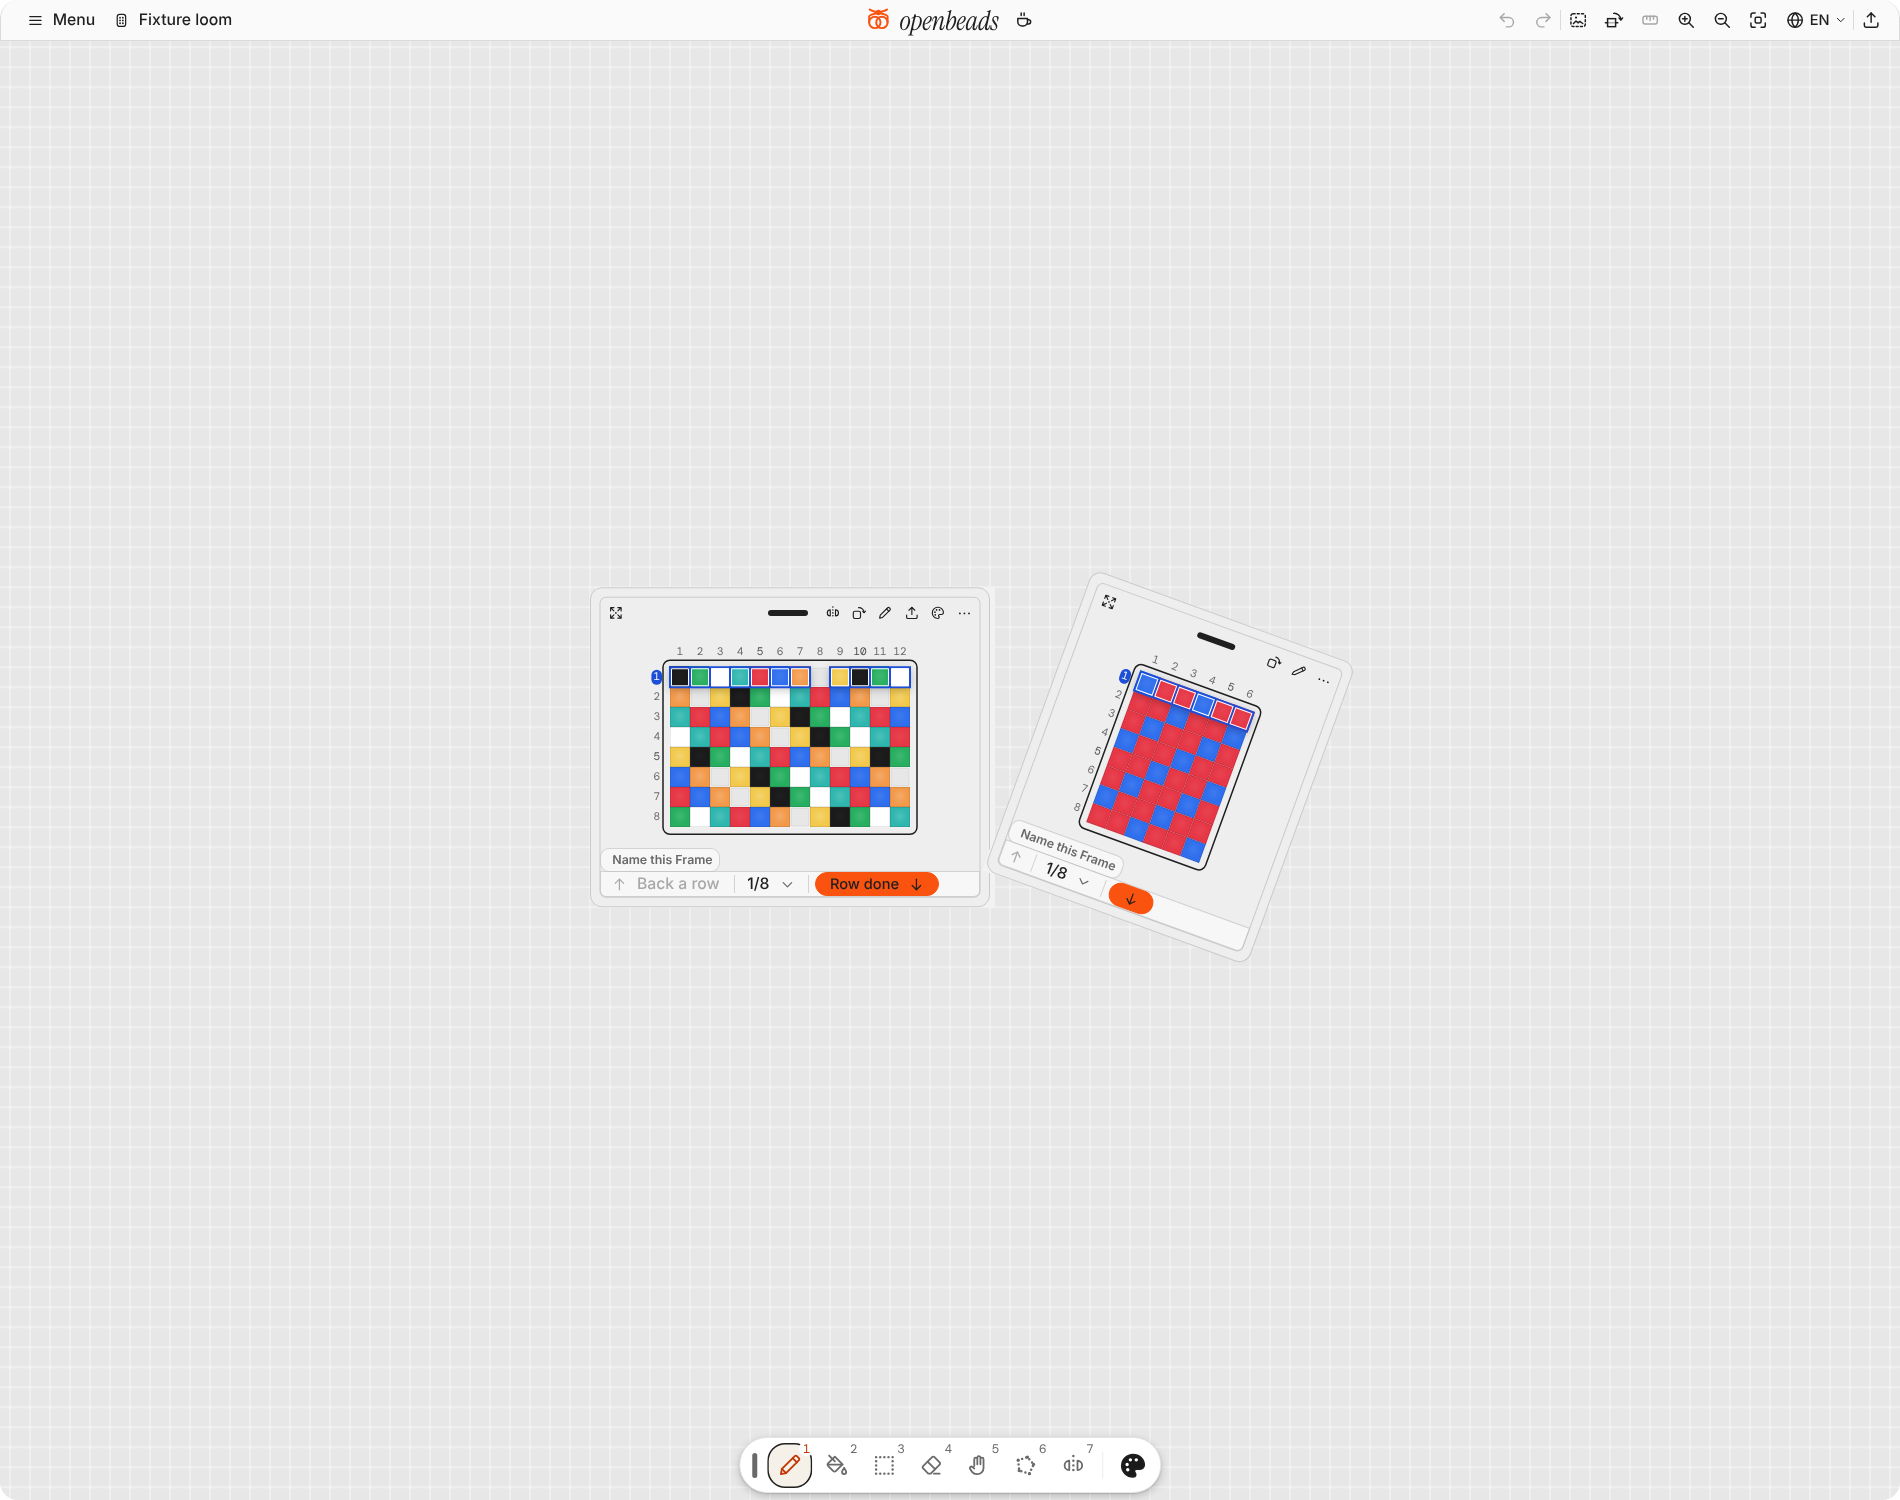 Menu Fixture loom openbeads EN
1 2 3 4 5 6 7 8 9 10 11 12
1
2
3
4
5
6
7
8
Name this Frame
Back a row 1/8 Row done
1 2 3 4 5 6
1
2
3
4
5
6
7
8
Name this Frame
1/8
1 2 3 4 5 6 7